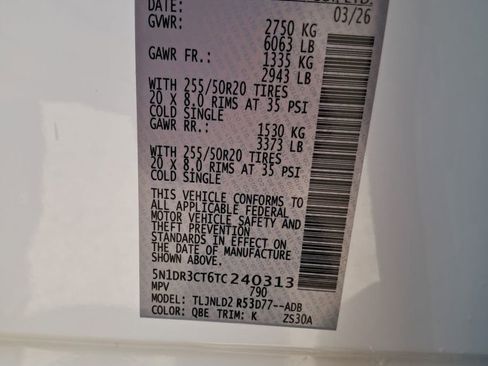 LTD.
DATE: 03/26
GVWR: 2750 KG
6063 LB
GAWR FR.: 1335 KG
2943 LB
WITH 255/50R20 TIRES
20 X 8.0 RIMS AT 35 PSI
COLD SINGLE
GAWR RR.: 1530 KG
3373 LB
WITH 255/50R20 TIRES
20 X 8.0 RIMS AT 35 PSI
COLD SINGLE
THIS VEHICLE CONFORMS TO
ALL APPLICABLE FEDERAL
MOTOR VEHICLE SAFETY AND
THEFT PREVENTION
STANDARDS IN EFFECT ON
THE DATE OF MANUFACTURE
SHOWN ABOVE.
5N1DR3CT6TC240313
MPV 790
MODEL: TLJNLD2 R53D77--ADB
COLOR: QBE TRIM: K ZS30A